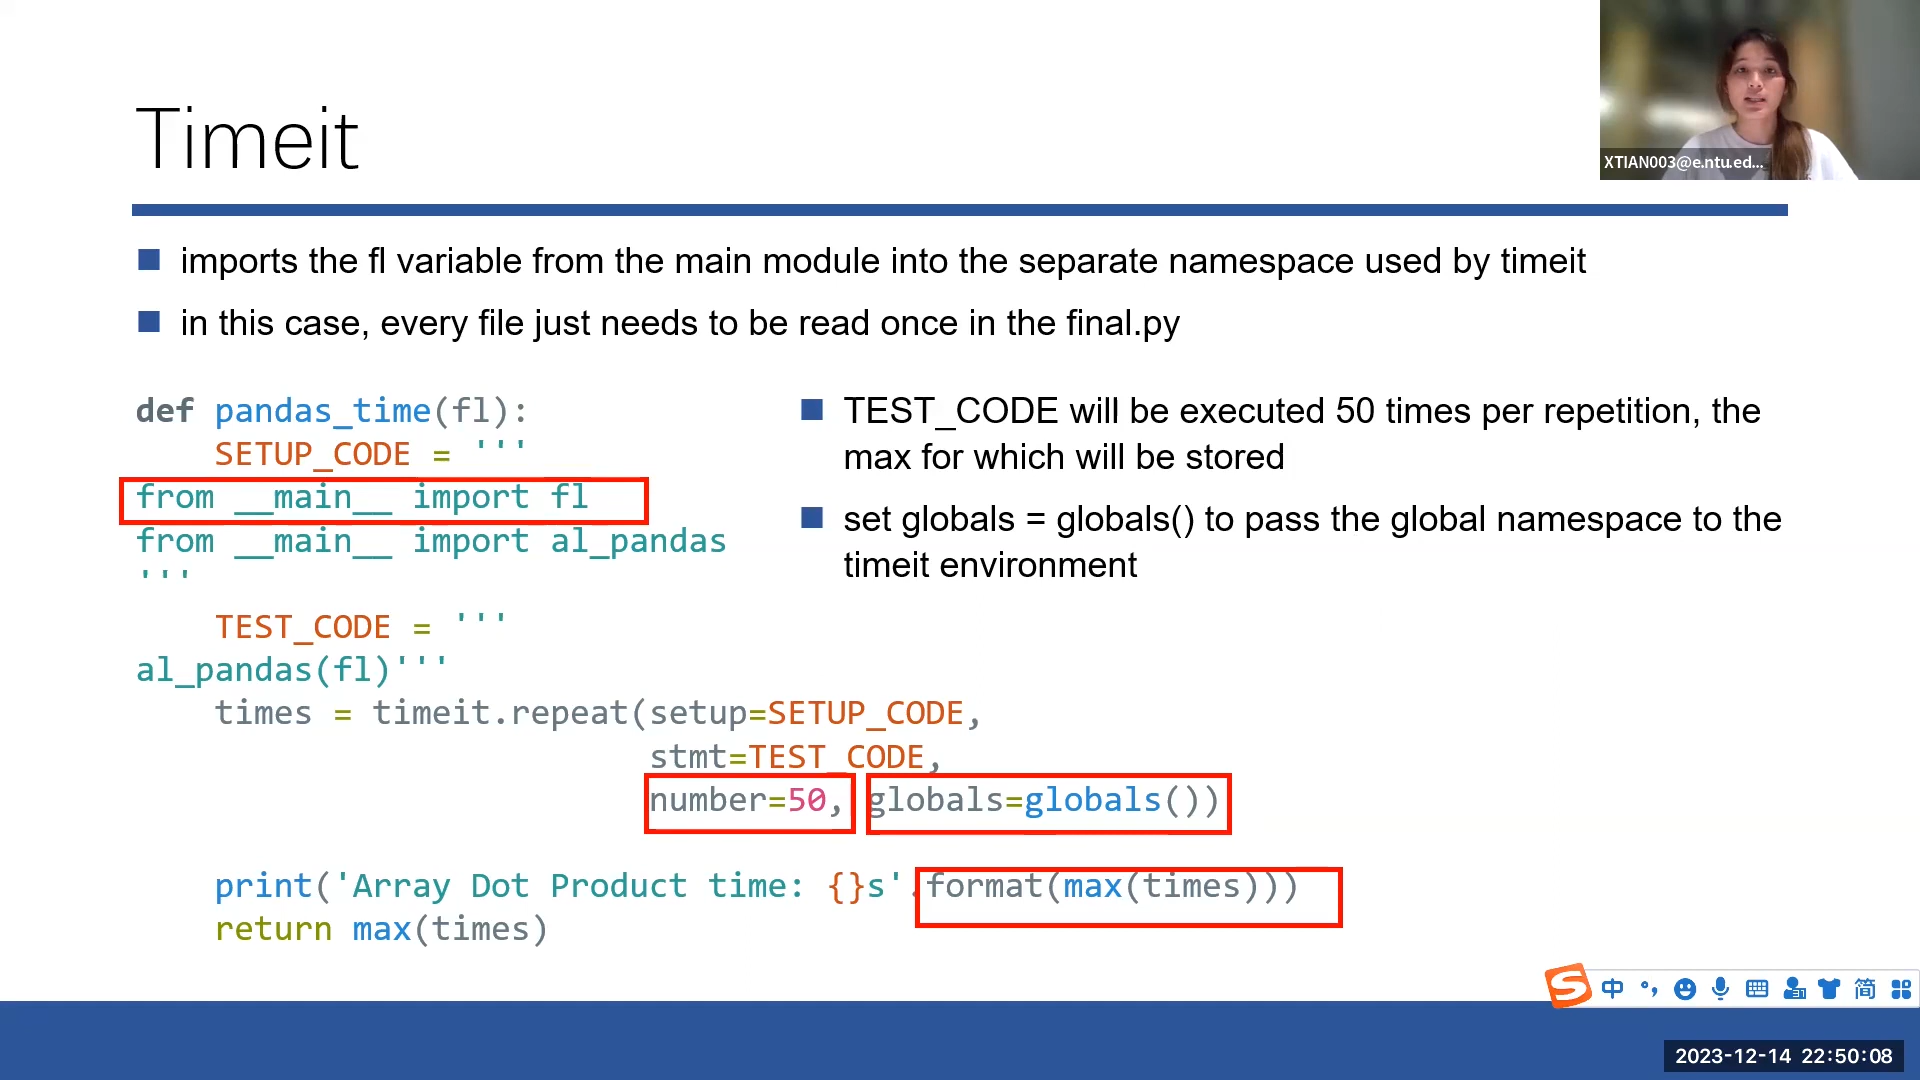 Timeit
XTIAN003@e.ntu.ed...
imports the fl variable from the main module into the separate namespace used by timeit
in this case, every file just needs to be read once in the final.py
def pandas_time(fl):
SETUP_CODE = '''
from __main__ import fl
from __main__ import al_pandas
'''
TEST_CODE = '''
al_pandas(fl)'''
times = timeit.repeat(setup=SETUP_CODE,
stmt=TEST_CODE,
number=50, globals=globals())
print('Array Dot Product time: {}s'.format(max(times)))
return max(times)
TEST_CODE will be executed 50 times per repetition, the
max for which will be stored
set globals = globals() to pass the global namespace to the
timeit environment
S 中 简
2023-12-14 22:50:08